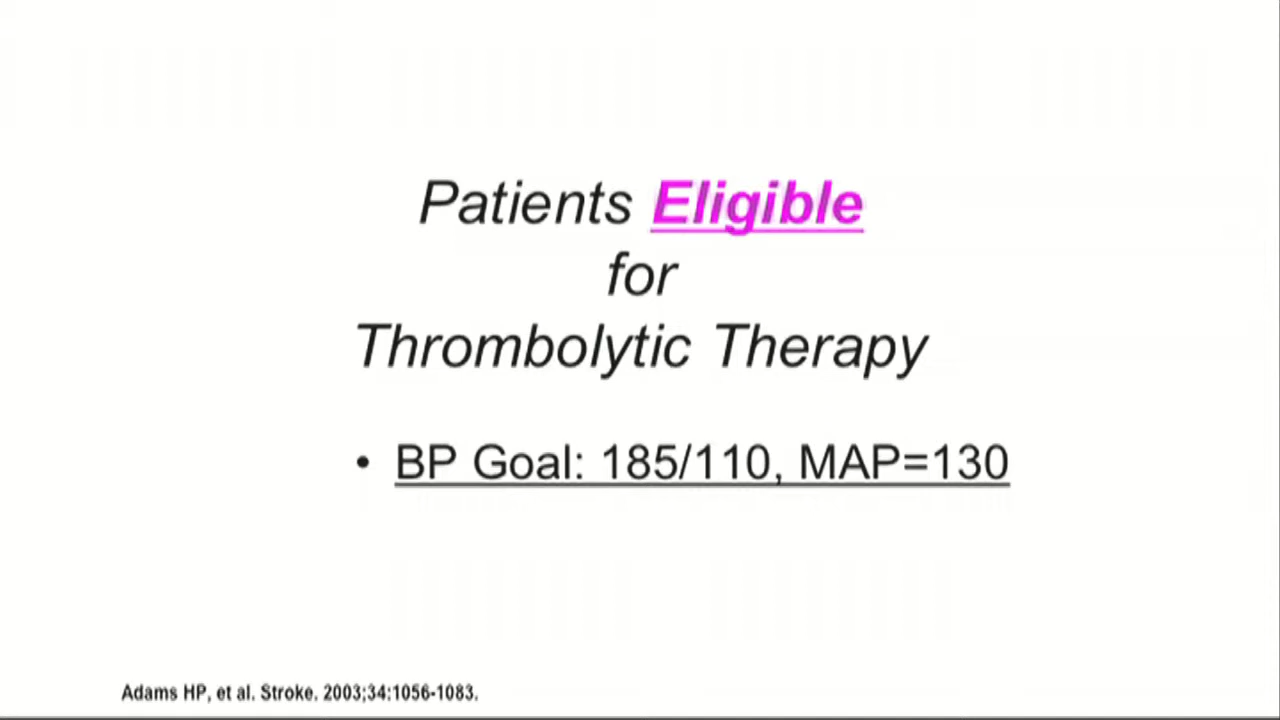 Patients Eligible
for
Thrombolytic Therapy
• BP Goal: 185/110, MAP=130
Adams HP, et al. Stroke. 2003;34:1056-1083.